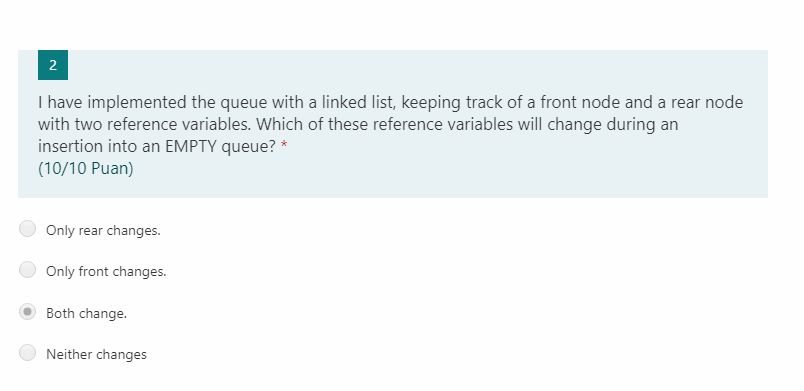 2
I have implemented the queue with a linked list, keeping track of a front node and a rear node
with two reference variables. Which of these reference variables will change during an
insertion into an EMPTY queue? *
(10/10 Puan)
Only rear changes.
Only front changes.
Both change.
Neither changes